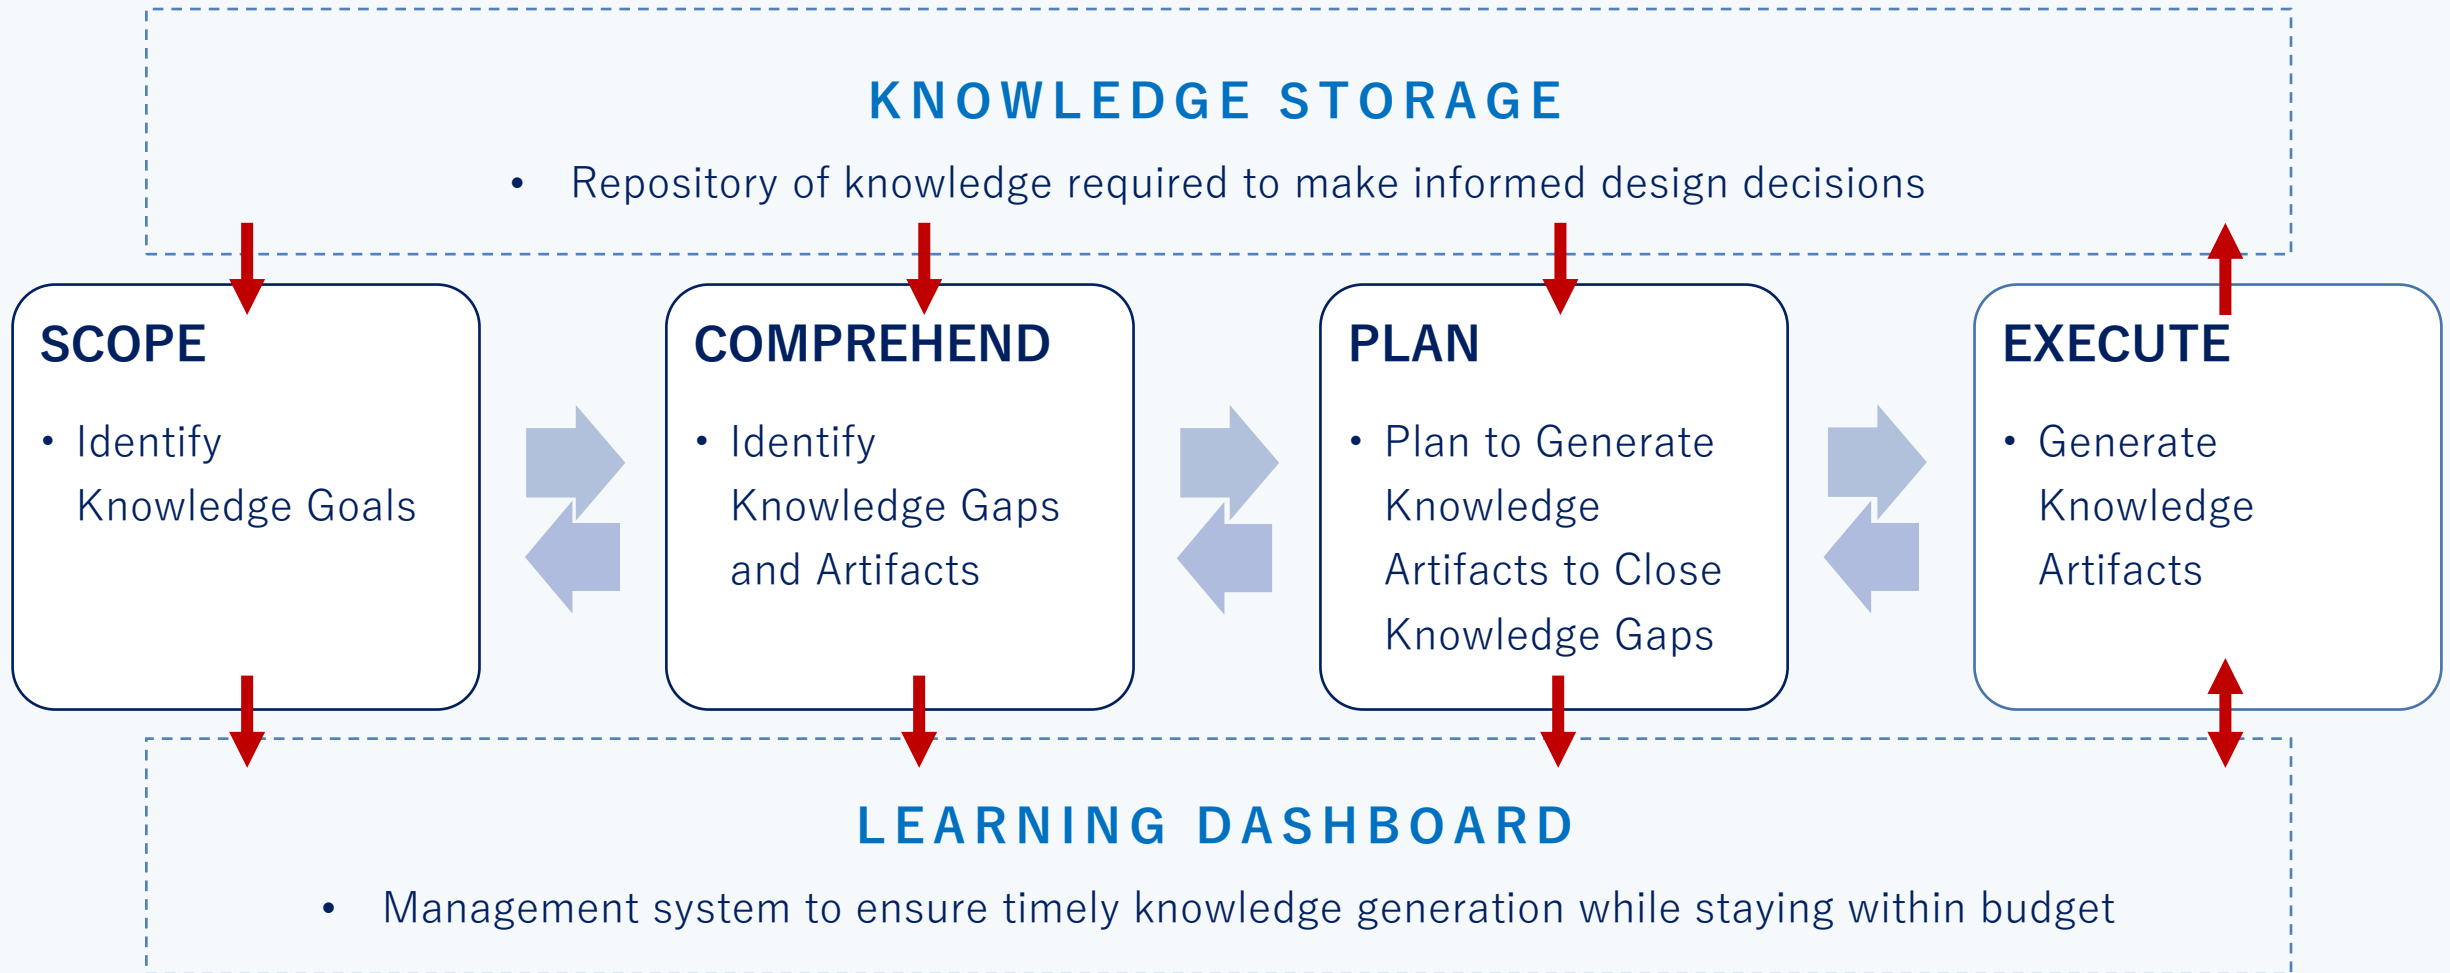 KNOWLEDGE STORAGE
• Repository of knowledge required to make informed design decisions
SCOPE
• Identify
Knowledge Goals
COMPREHEND
• Identify
Knowledge Gaps
and Artifacts
PLAN
• Plan to Generate
Knowledge
Artifacts to Close
Knowledge Gaps
EXECUTE
• Generate
Knowledge
Artifacts
LEARNING DASHBOARD
• Management system to ensure timely knowledge generation while staying within budget